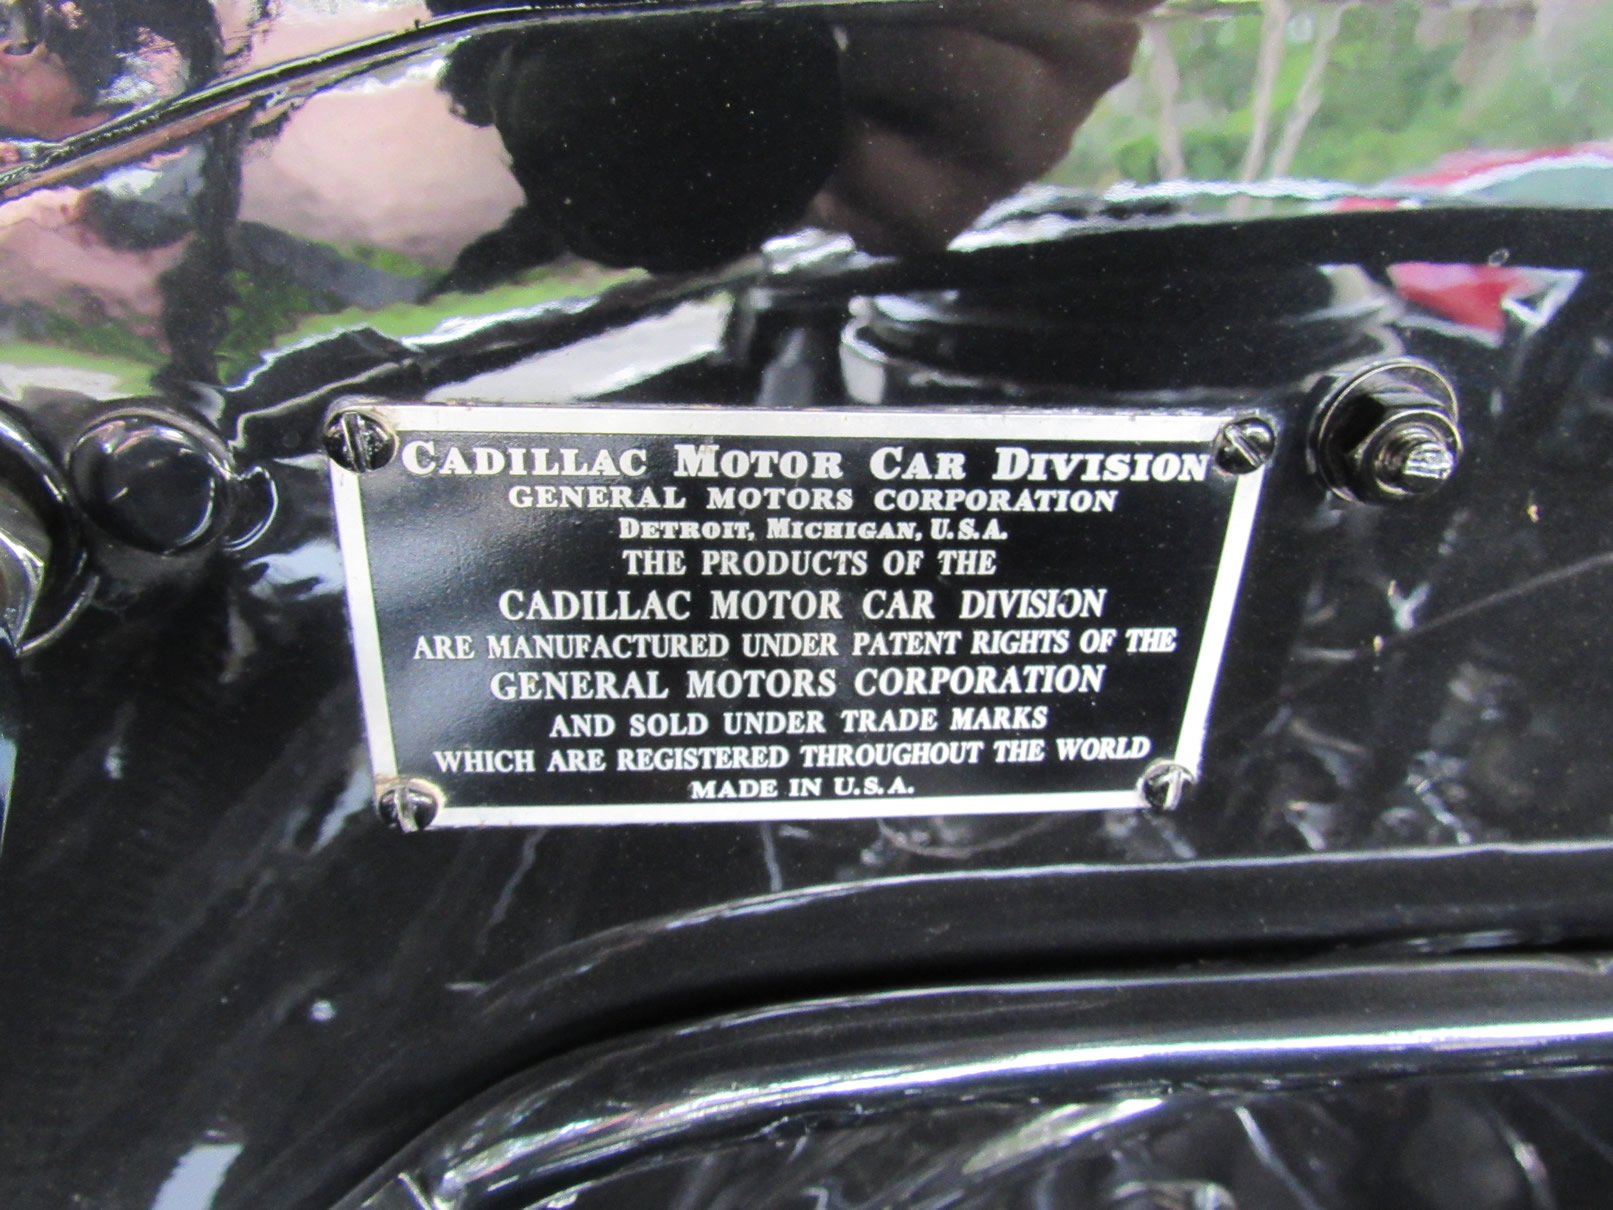 CADILLAC MOTOR CAR DIVISION
GENERAL MOTORS CORPORATION
DETROIT, MICHIGAN, U.S.A.
THE PRODUCTS OF THE
CADILLAC MOTOR CAR DIVISION
ARE MANUFACTURED UNDER PATENT RIGHTS OF THE
GENERAL MOTORS CORPORATION
AND SOLD UNDER TRADE MARKS
WHICH ARE REGISTERED THROUGHOUT THE WORLD
MADE IN U.S.A.